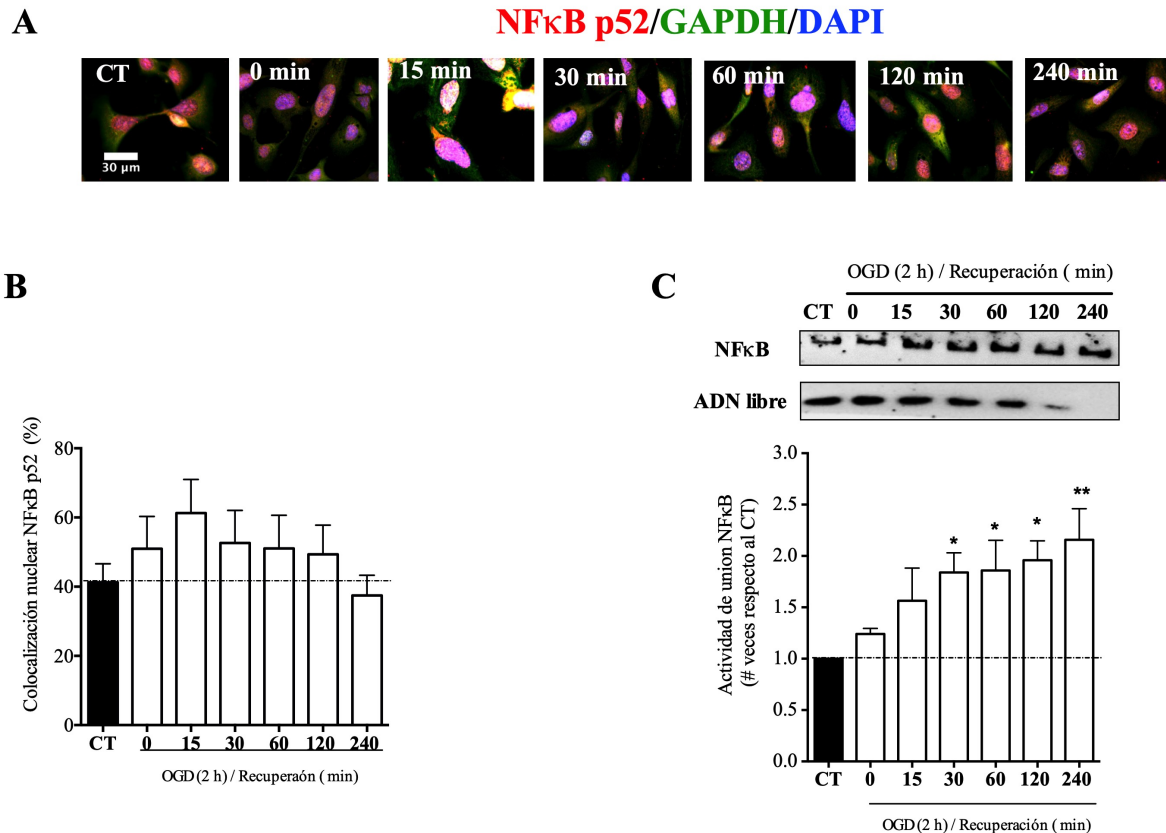 A
NFκB p52/GAPDH/DAPI
CT
0 min
15 min
30 min
60 min
120 min
240 min
30 µm
B
Colocalización nuclear NFκB p52 (%)
80
60
40
20
0
CT 0 15 30 60 120 240
OGD (2 h) / Recuperaón ( min)
C
OGD (2 h) / Recuperación ( min)
CT 0 15 30 60 120 240
NFκB
ADN libre
Actividad de union NFκB
(# veces respecto al CT)
3.0
2.5
2.0
1.5
1.0
0.5
0.0
* * * **
CT 0 15 30 60 120 240
OGD (2 h) / Recuperación ( min)